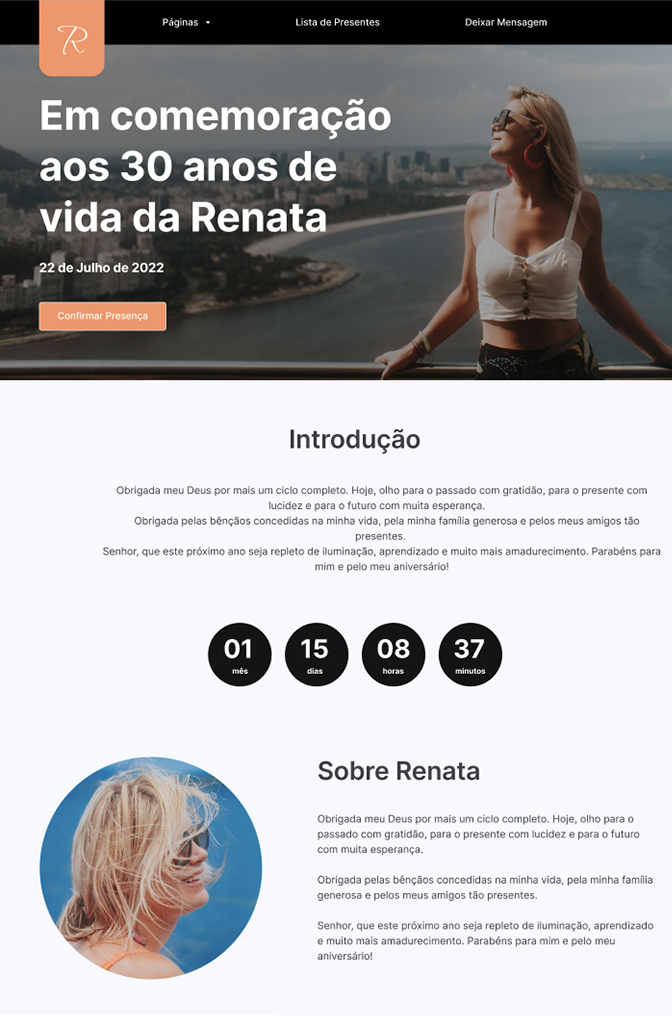 R
Páginas
Lista de Presentes
Deixar Mensagem
Em comemoração
aos 30 anos de
vida da Renata
22 de Julho de 2022
Confirmar Presença
Introdução
Obrigada meu Deus por mais um ciclo completo. Hoje, olho para o passado com gratidão, para o presente com
lucidez e para o futuro com muita esperança.
Obrigada pelas bênçãos concedidas na minha vida, pela minha família generosa e pelos meus amigos tão
presentes.
Senhor, que este próximo ano seja repleto de iluminação, aprendizado e muito mais amadurecimento. Parabéns para
mim e pelo meu aniversário!
01 15 08 37
mês dias horas minutos
Sobre Renata
Obrigada meu Deus por mais um ciclo completo. Hoje, olho para o
passado com gratidão, para o presente com lucidez e para o futuro
com muita esperança.
Obrigada pelas bênçãos concedidas na minha vida, pela minha família
generosa e pelos meus amigos tão presentes.
Senhor, que este próximo ano seja repleto de iluminação, aprendizado
e muito mais amadurecimento. Parabéns para mim e pelo meu
aniversário!